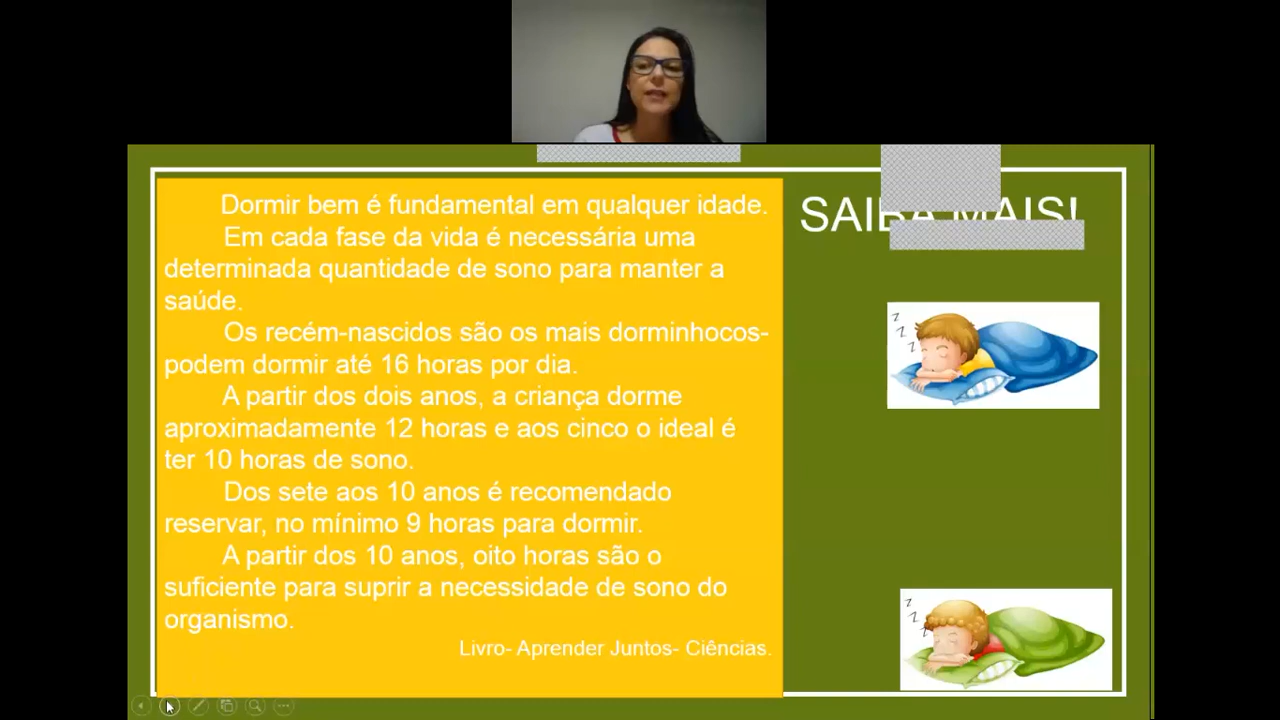 Dormir bem é fundamental em qualquer idade.
Em cada fase da vida é necessária uma
determinada quantidade de sono para manter a
saúde.
Os recém-nascidos são os mais dorminhocos-
podem dormir até 16 horas por dia.
A partir dos dois anos, a criança dorme
aproximadamente 12 horas e aos cinco o ideal é
ter 10 horas de sono.
Dos sete aos 10 anos é recomendado
reservar, no mínimo 9 horas para dormir.
A partir dos 10 anos, oito horas são o
suficiente para suprir a necessidade de sono do
organismo.
Livro- Aprender Juntos- Ciências.
SAIBA MAIS!
z
z
z
z
z
z